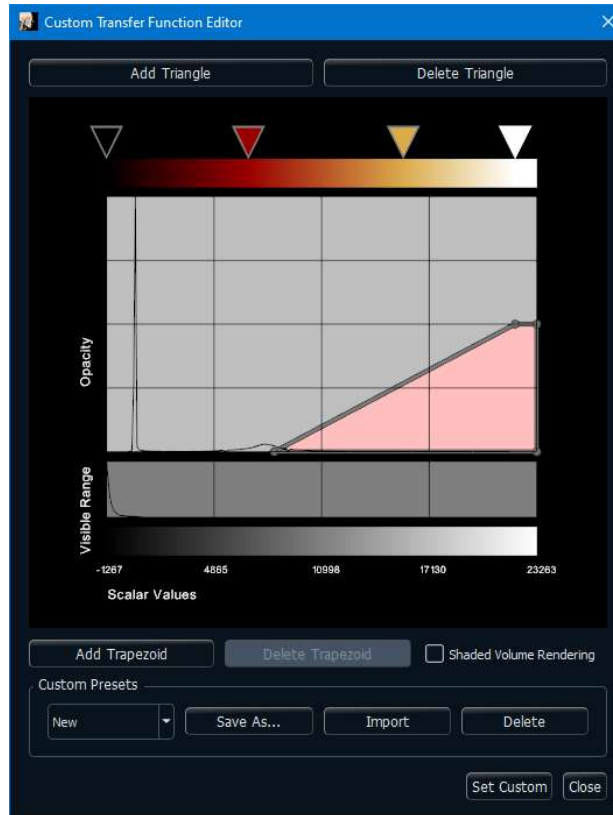 Custom Transfer Function Editor
Add Triangle
Delete Triangle
Opacity
Visible Range
-1267 4865 10998 17130 23263
Scalar Values
Add Trapezoid
Delete Trapezoid
Shaded Volume Rendering
Custom Presets
New
Save As...
Import
Delete
Set Custom
Close